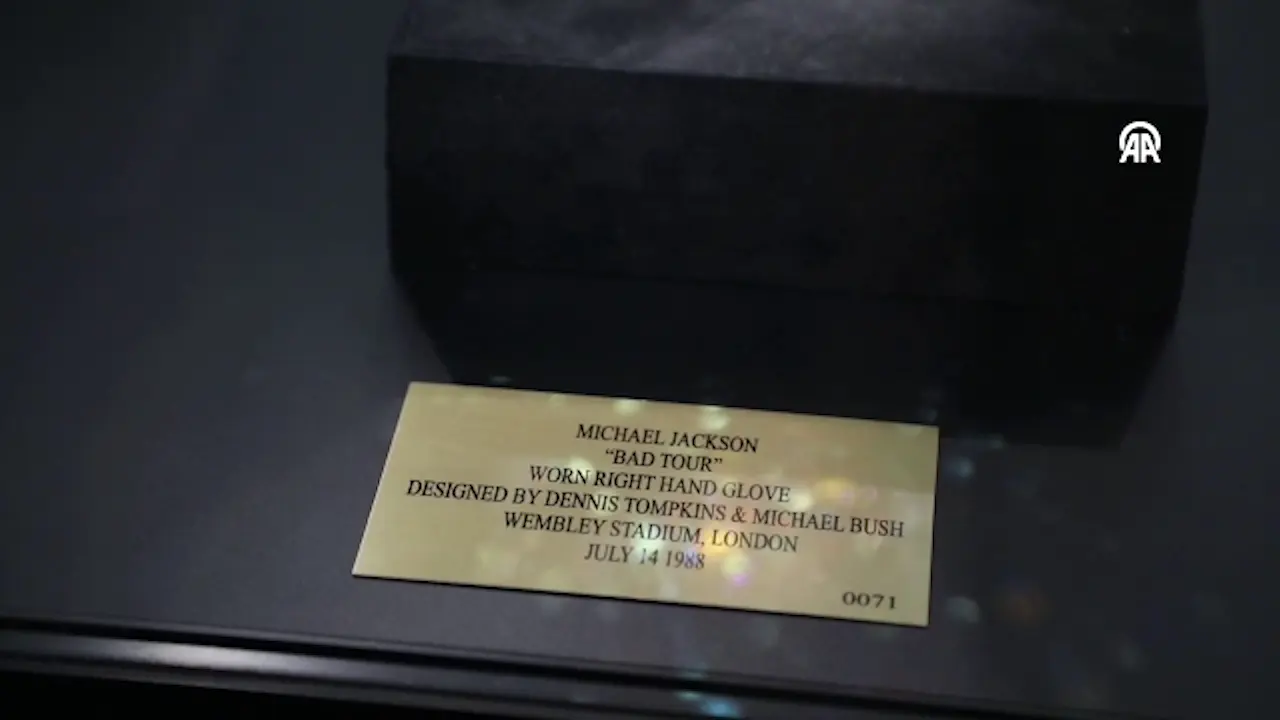 AA
MICHAEL JACKSON
“BAD TOUR”
WORN RIGHT HAND GLOVE
DESIGNED BY DENNIS TOMPKINS & MICHAEL BUSH
WEMBLEY STADIUM, LONDON
JULY 14 1988
0071